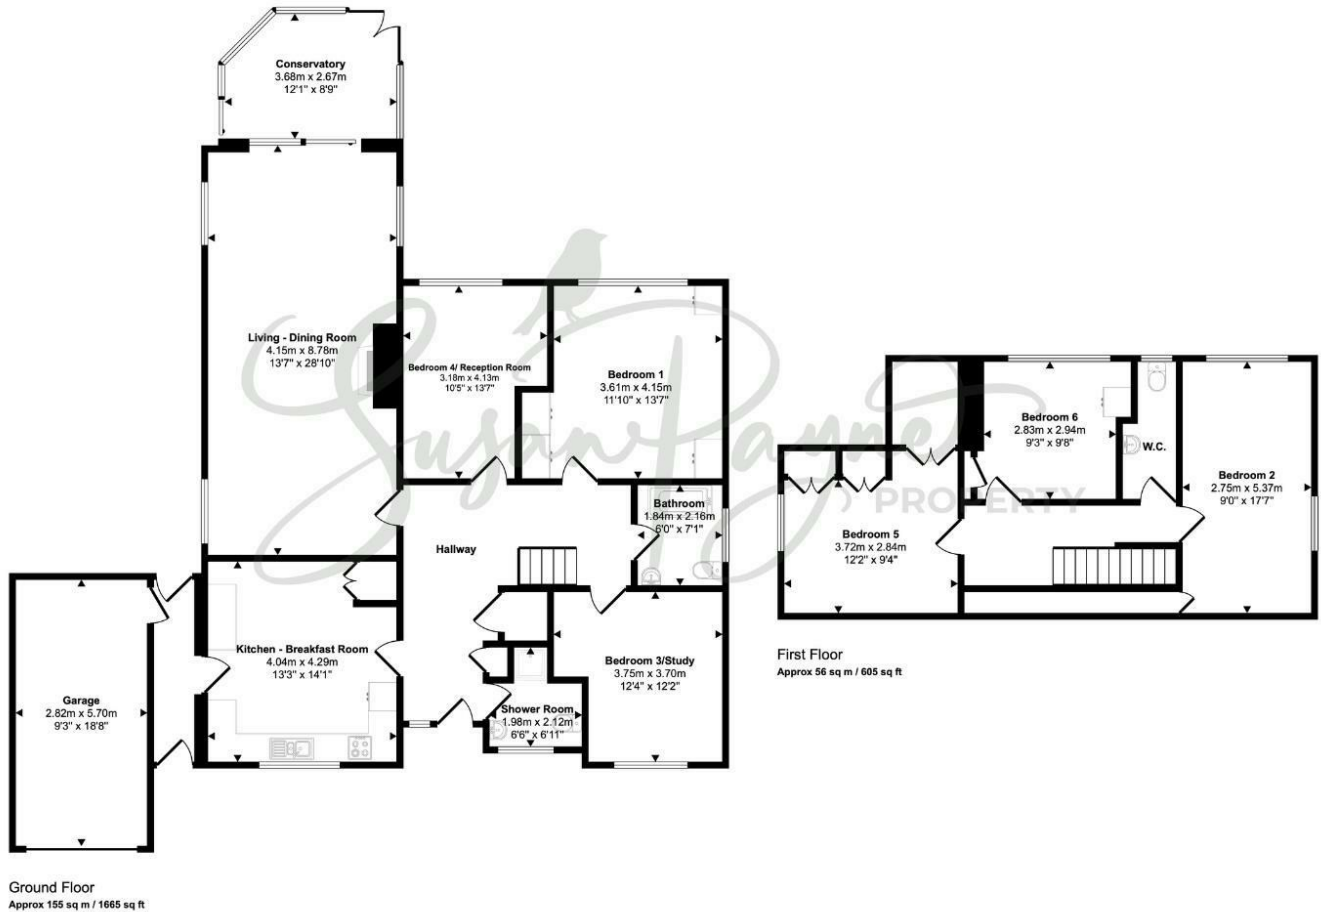 Conservatory
3.68m x 2.67m
12'1" x 8'9"
Living - Dining Room
4.15m x 8.78m
13'7" x 28'10"
Bedroom 4/ Reception Room
3.18m x 4.13m
10'5" x 13'7"
Bedroom 1
3.61m x 4.15m
11'10" x 13'7"
Bathroom
1.84m x 2.16m
6'0" x 7'1"
Hallway
Kitchen - Breakfast Room
4.04m x 4.29m
13'3" x 14'1"
Bedroom 3/Study
3.75m x 3.70m
12'4" x 12'2"
Shower Room
1.98m x 2.12m
6'6" x 6'11"
Garage
2.82m x 5.70m
9'3" x 18'8"
Ground Floor
Approx 155 sq m / 1665 sq ft
Bedroom 6
2.83m x 2.94m
9'3" x 9'8"
W.C.
Bedroom 2
2.75m x 5.37m
9'0" x 17'7"
Bedroom 5
3.72m x 2.84m
12'2" x 9'4"
First Floor
Approx 56 sq m / 605 sq ft
Susan Payne
PROPERTY